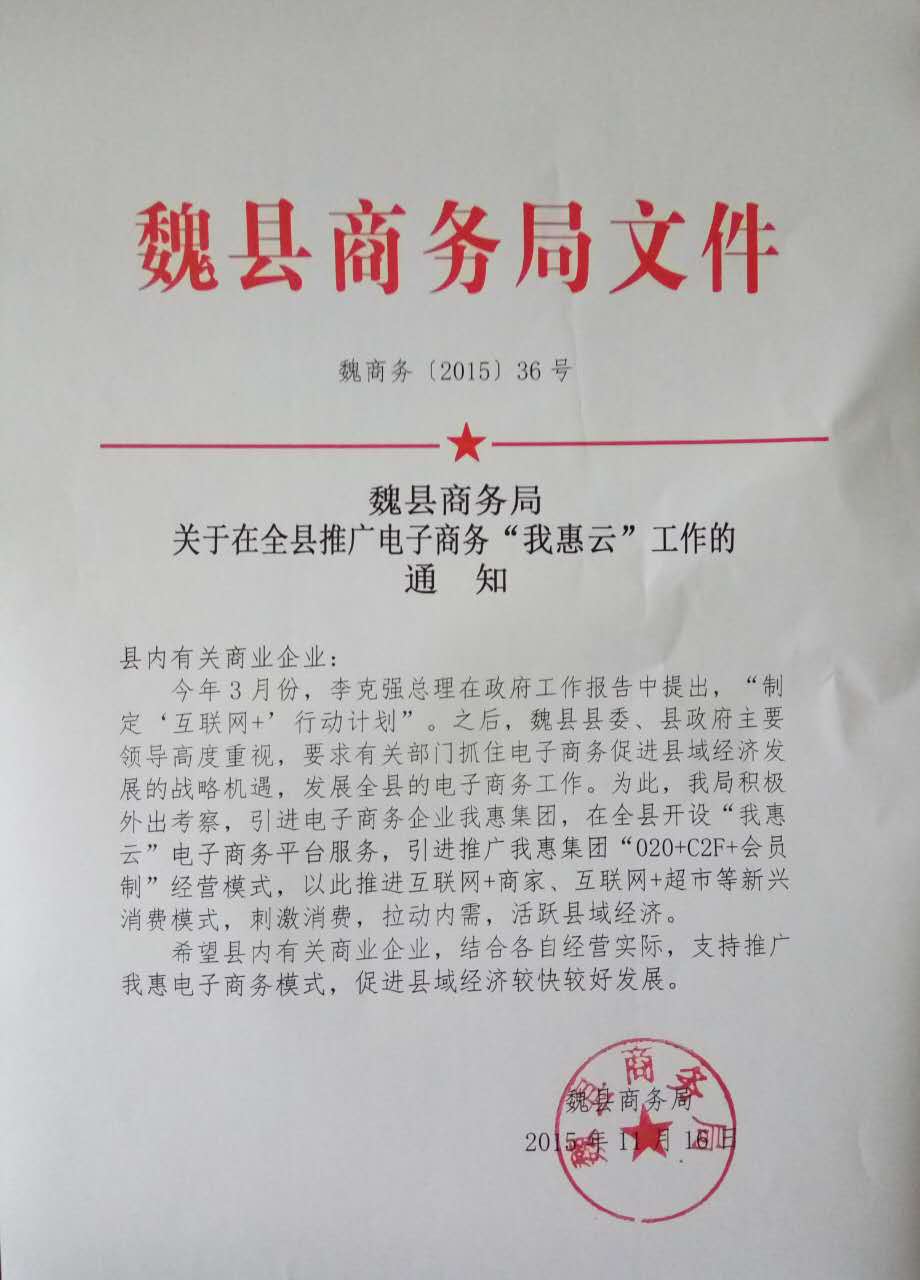 魏县商务局文件
魏商务〔2015〕36号
魏县商务局
关于在全县推广电子商务“我惠云”工作的
通 知
县内有关商业企业：
今年3月份，李克强总理在政府工作报告中提出，“制
定‘互联网+’行动计划”。之后，魏县县委、县政府主要
领导高度重视，要求有关部门抓住电子商务促进县域经济发
展的战略机遇，发展全县的电子商务工作。为此，我局积极
外出考察，引进电子商务企业我惠集团，在全县开设“我惠
云”电子商务平台服务，引进推广我惠集团“O2O+C2F+会员
制”经营模式，以此推进互联网+商家、互联网+超市等新兴
消费模式，刺激消费，拉动内需，活跃县域经济。
希望县内有关商业企业，结合各自经营实际，支持推广
我惠电子商务模式，促进县域经济较快较好发展。
魏县商务局
魏县商务局
2015年11月16日